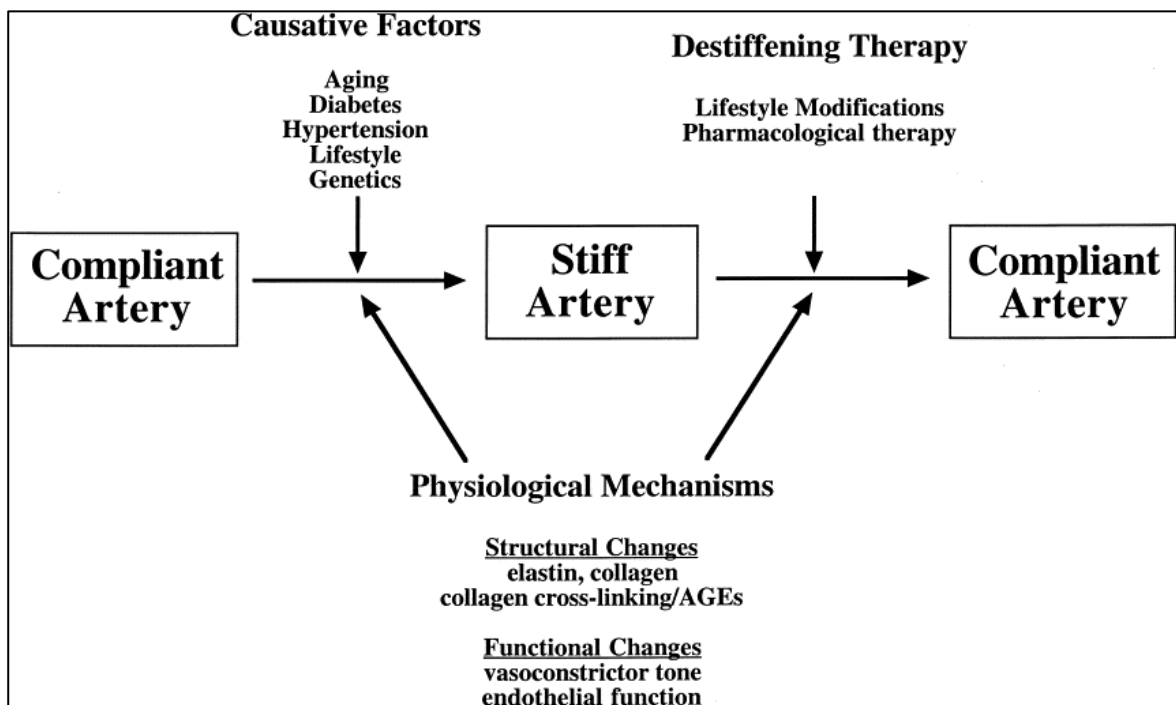 Causative Factors
Aging
Diabetes
Hypertension
Lifestyle
Genetics
Destiffening Therapy
Lifestyle Modifications
Pharmacological therapy
Compliant
Artery
Stiff
Artery
Compliant
Artery
Physiological Mechanisms
Structural Changes
elastin, collagen
collagen cross-linking/AGEs
Functional Changes
vasoconstrictor tone
endothelial function